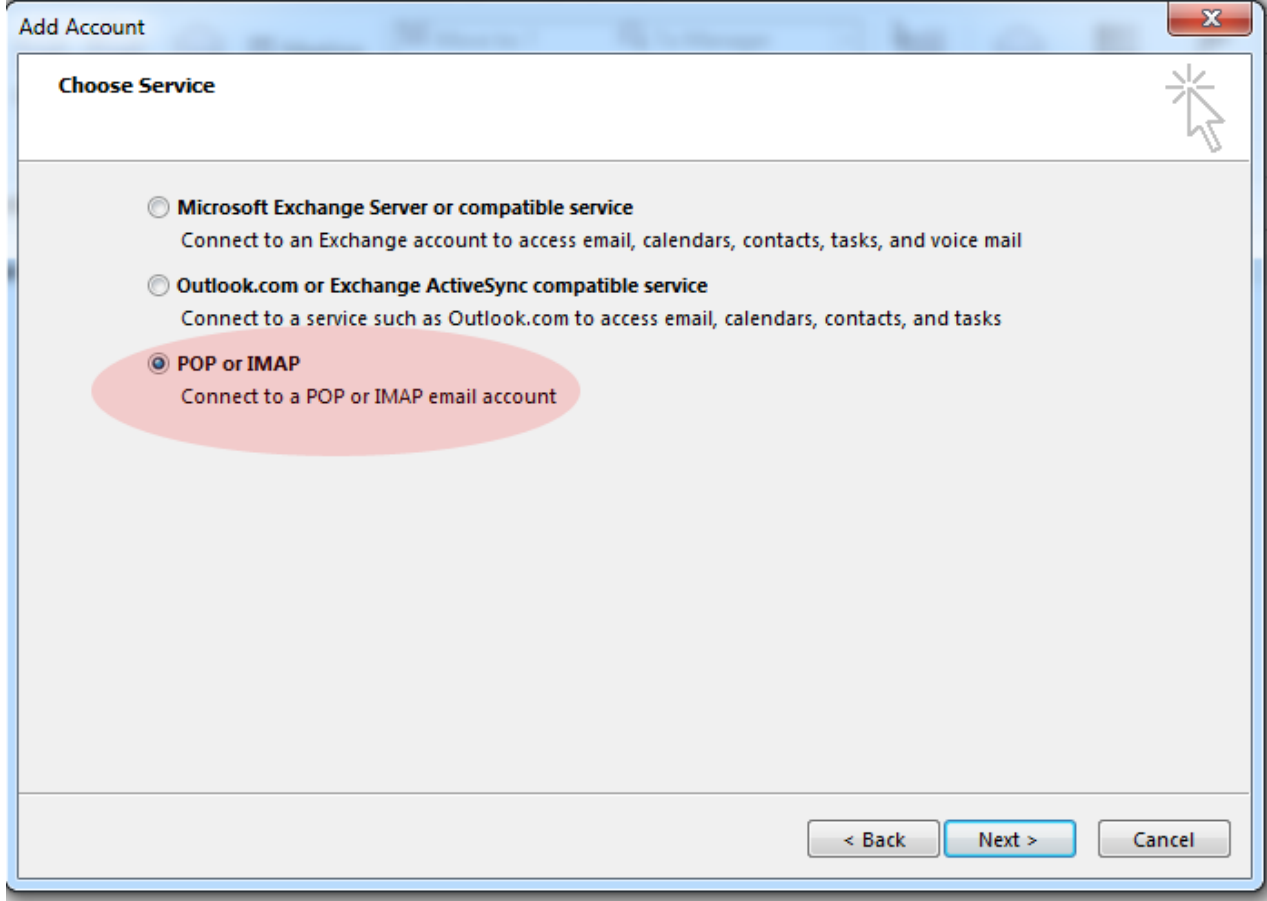 Add Account
Choose Service
Microsoft Exchange Server or compatible service
Connect to an Exchange account to access email, calendars, contacts, tasks, and voice mail
Outlook.com or Exchange ActiveSync compatible service
Connect to a service such as Outlook.com to access email, calendars, contacts, and tasks
POP or IMAP
Connect to a POP or IMAP email account
< Back Next > Cancel